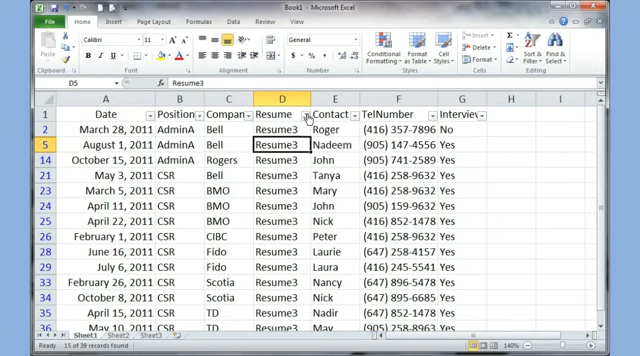 Book1 - Microsoft Excel
File Home Insert Page Layout Formulas Data Review View
Paste Calibri 11 General Conditional Formatting Format as Table Cell Styles Insert Delete Format Sort & Filter Find & Select
Clipboard Font Alignment Number Styles Cells Editing
D5 fx Resume3
A B C D E F G H I J
1 Date Position Compan Resume Contact TelNumber Interview
2 March 28, 2011 AdminA Bell Resume3 Roger (416) 357-7896 No
5 August 1, 2011 AdminA Bell Resume3 Nadeem (905) 147-4556 Yes
14 October 15, 2011 AdminA Rogers Resume3 John (905) 741-2589 Yes
21 May 3, 2011 CSR Bell Resume3 Tanya (416) 258-9632 Yes
23 March 5, 2011 CSR BMO Resume3 Mary (416) 258-9632 Yes
24 April 11, 2011 CSR BMO Resume3 John (905) 159-9632 Yes
25 April 22, 2011 CSR BMO Resume3 Nick (416) 852-1478 Yes
26 February 1, 2011 CSR CIBC Resume3 Peter (416) 258-9632 Yes
28 June 16, 2011 CSR Fido Resume3 Laurie (647) 258-4157 Yes
29 July 6, 2011 CSR Fido Resume3 Laura (416) 245-5541 Yes
33 February 26, 2011 CSR Scotia Resume3 Nancy (647) 896-5478 Yes
34 October 8, 2011 CSR Scotia Resume3 Nick (647) 895-6685 Yes
35 April 15, 2011 CSR TD Resume3 Nadir (647) 852-1478 Yes
36 May 10, 2011 CSR TD Resume3 May (905) 258-8963 Yes
Sheet1 Sheet2 Sheet3
Ready 15 of 39 records found 140%